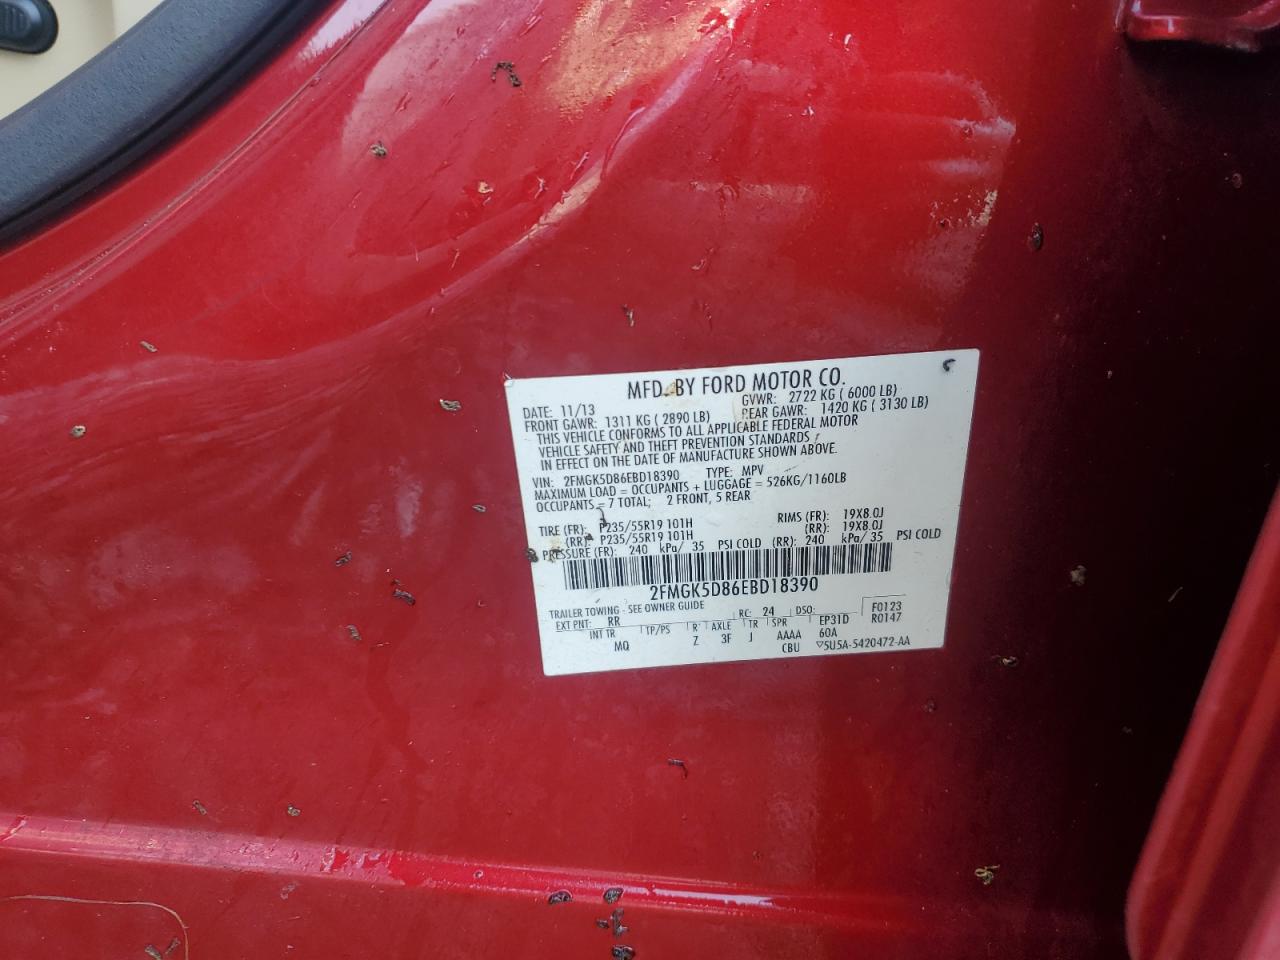 MFD. BY FORD MOTOR CO.
DATE: 11/13 GVWR: 2722 KG ( 6000 LB)
FRONT GAWR: 1311 KG ( 2890 LB) REAR GAWR: 1420 KG ( 3130 LB)
THIS VEHICLE CONFORMS TO ALL APPLICABLE FEDERAL MOTOR
VEHICLE SAFETY AND THEFT PREVENTION STANDARDS
IN EFFECT ON THE DATE OF MANUFACTURE SHOWN ABOVE.
VIN: 2FMGK5D86EBD18390 TYPE: MPV
MAXIMUM LOAD = OCCUPANTS + LUGGAGE = 526KG/1160LB
OCCUPANTS = 7 TOTAL; 2 FRONT, 5 REAR
TIRE (FR): P235/55R19 101H RIMS (FR): 19X8.0J
(RR): P235/55R19 101H (RR): 19X8.0J
PRESSURE (FR): 240 kPa/ 35 PSI COLD (RR): 240 kPa/ 35 PSI COLD
2FMGK5D86EBD18390
TRAILER TOWING - SEE OWNER GUIDE
EXT PNT: RR RC: 24 DSO: F0123
INT TR TP/PS R AXLE TR SPR EP31D R0147
MQ Z 3F J AAAA 60A
CBU ▽5U5A-5420472-AA